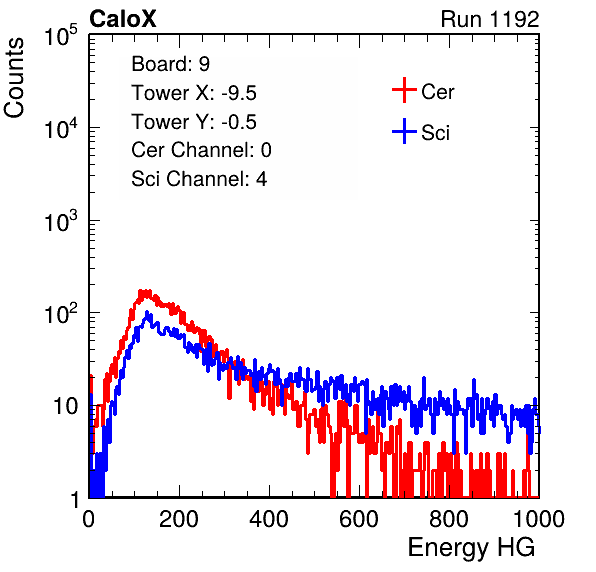 CaloX Run 1192
Counts
Board: 9
Tower X: -9.5
Tower Y: -0.5
Cer Channel: 0
Sci Channel: 4
Cer
Sci
10^5
10^4
10^3
10^2
10
1
0 200 400 600 800 1000
Energy HG